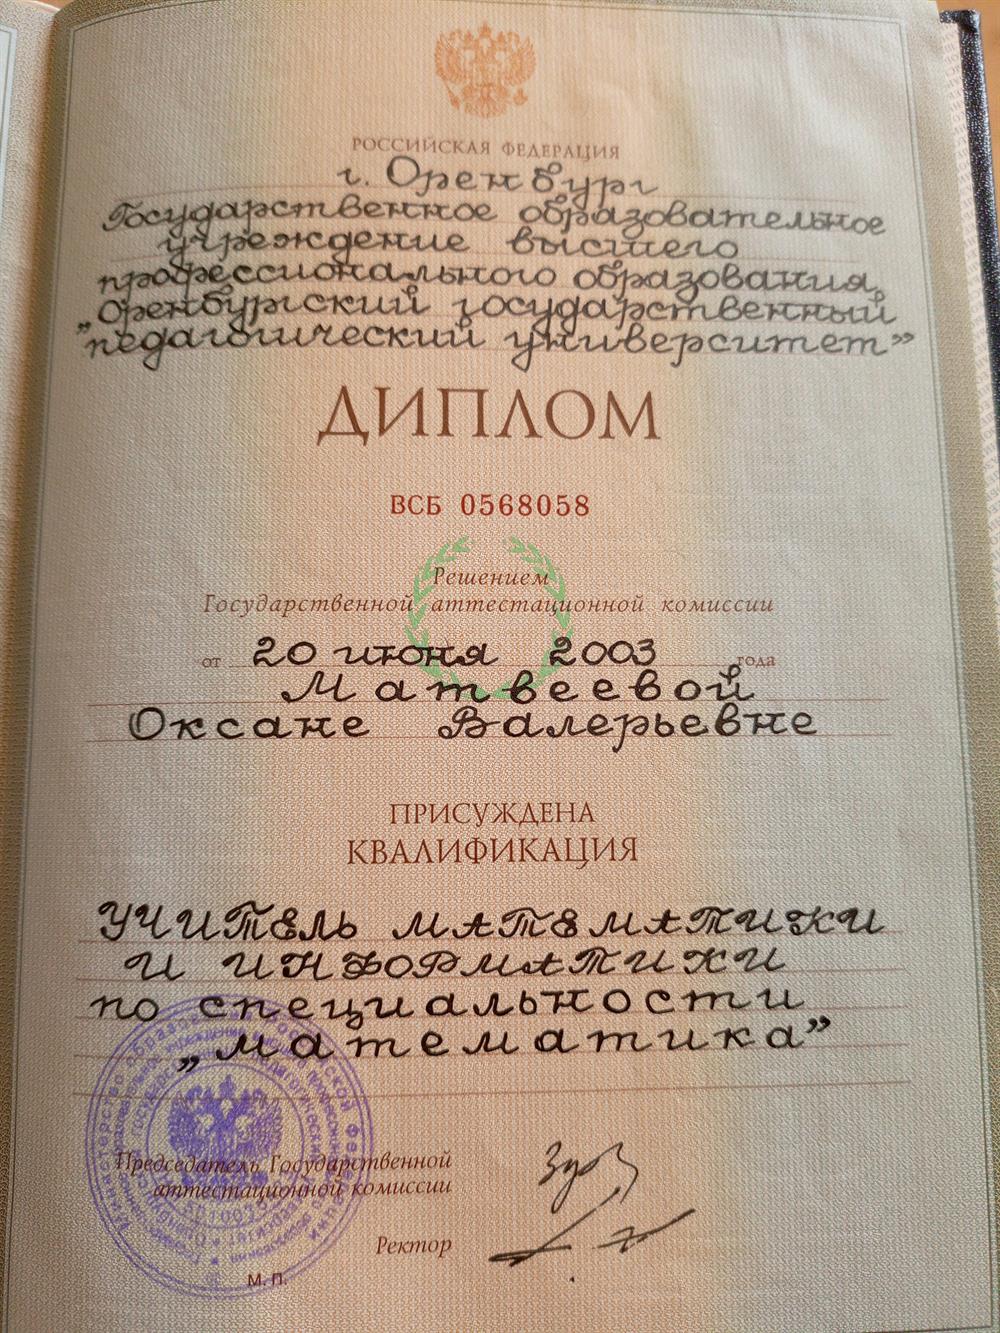 РОССИЙСКАЯ ФЕДЕРАЦИЯ
г. Оренбург
Государственное образовательное
учреждение высшего
профессионального образования
„Оренбургский государственный
педагогический университет”
ДИПЛОМ
ВСБ 0568058
Решением
Государственной аттестационной комиссии
от 20 июня 2003 года
Матвеевой
Оксане Валерьевне
ПРИСУЖДЕНА
КВАЛИФИКАЦИЯ
УЧИТЕЛЬ МАТЕМАТИКИ
И ИНФОРМАТИКИ
по специальности
„математика”
Председатель Государственной
аттестационной комиссии
Ректор
М. П.